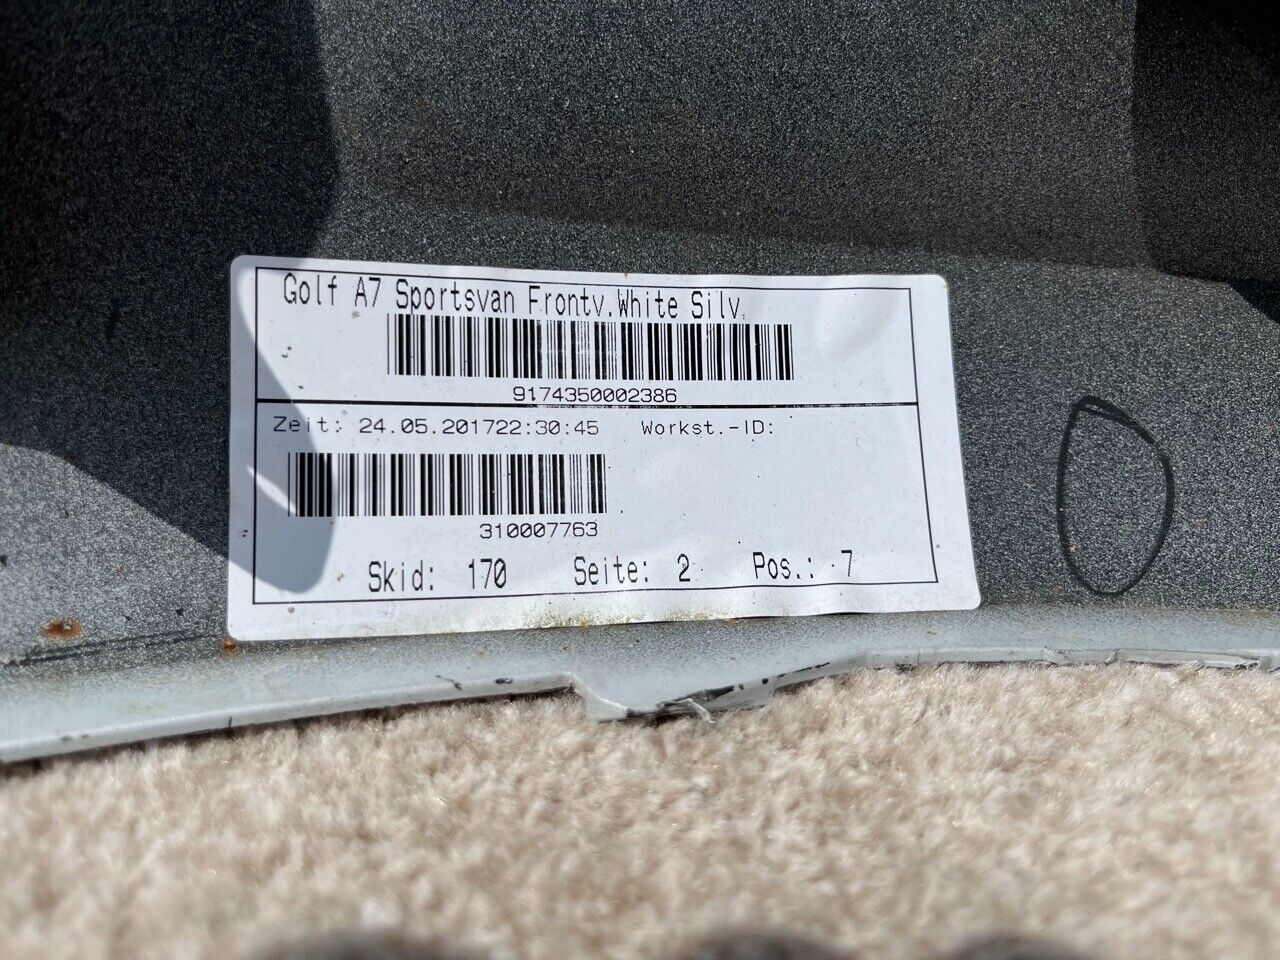 Golf A7 Sportsvan Frontv.White Silv.
9174350002386
Zeit: 24.05.201722:30:45 Workst.-ID:
310007763
Skid: 170 Seite: 2 Pos.: 7